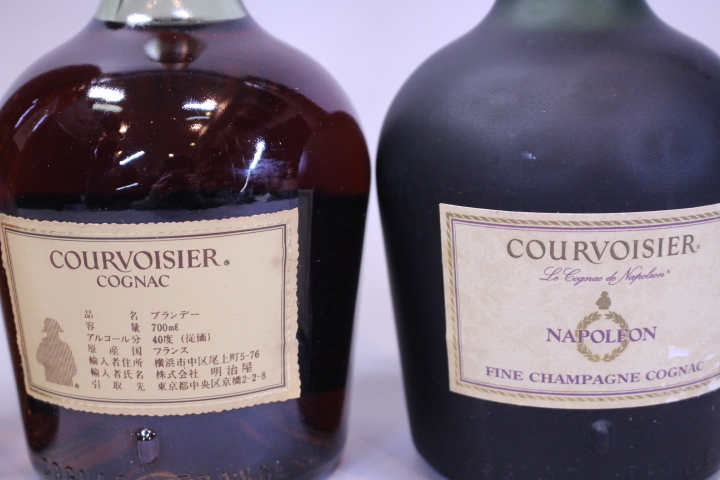 COURVOISIER®
COGNAC
品 名 ブランデー
容 量 700ml
アルコール分 40度 (従価)
原産国 フランス
輸入者住所 横浜市中区尾上町5-76
輸入者氏名 株式会社 明治屋
引取先 東京都中央区京橋2-2-8
COURVOISIER®
Le Cognac de Napoleon®
NAPOLEON
FINE CHAMPAGNE COGNAC